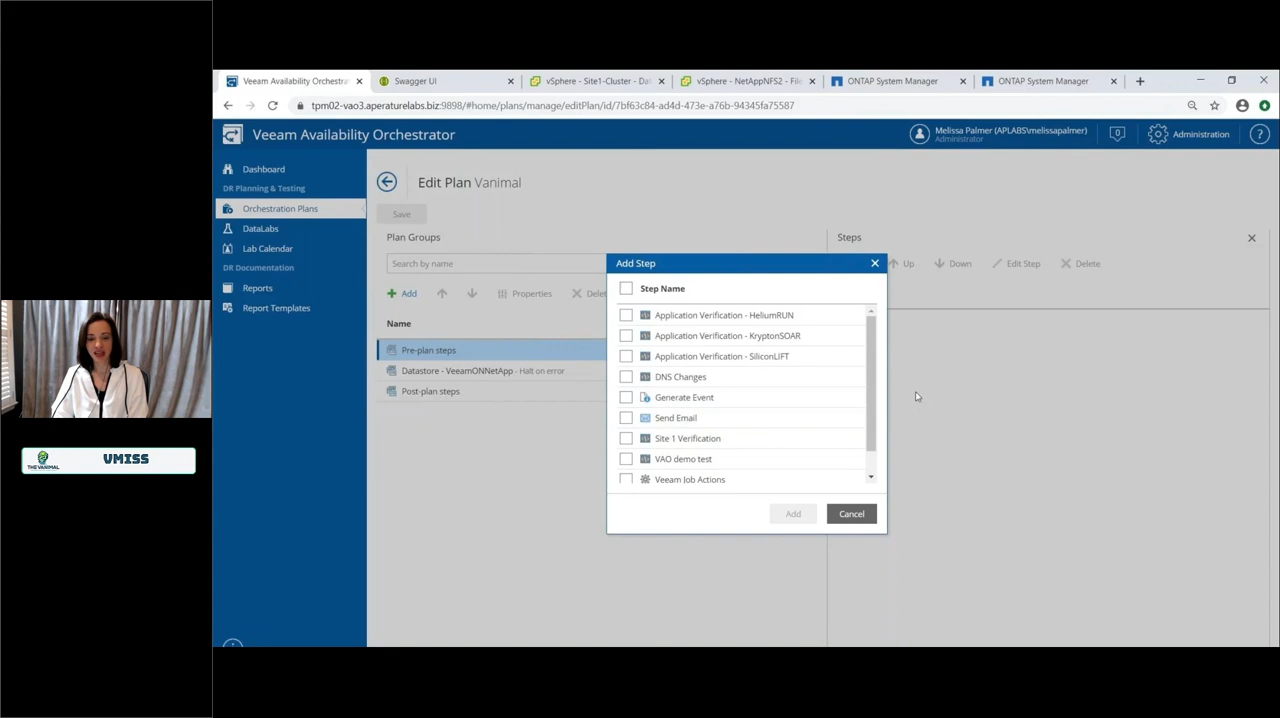 Veeam Availability Orchestra
Swagger UI
vSphere - Site1-Cluster - Dat
vSphere - NetAppNFS2 - File
ONTAP System Manager
ONTAP System Manager
tpm02-vao3.aperaturelabs.biz:9898/#home/plans/manage/editPlan/id/7bf63c84-ad4d-473e-a76b-94345fa75587
Veeam Availability Orchestrator
Melissa Palmer (APLABS\melissapalmer)
Administrator
0
Administration
?
Dashboard
DR Planning & Testing
Orchestration Plans
DataLabs
Lab Calendar
DR Documentation
Reports
Report Templates
Edit Plan Vanimal
Save
Plan Groups
Search by name
Add
Properties
Delet
Name
Pre-plan steps
Datastore - VeeamONNetApp - Halt on error
Post-plan steps
Steps
Up
Down
Edit Step
Delete
Add Step
Step Name
Application Verification - HeliumRUN
Application Verification - KryptonSOAR
Application Verification - SiliconLIFT
DNS Changes
Generate Event
Send Email
Site 1 Verification
VAO demo test
Veeam Job Actions
Add
Cancel
THE VANIMAL
VMISS